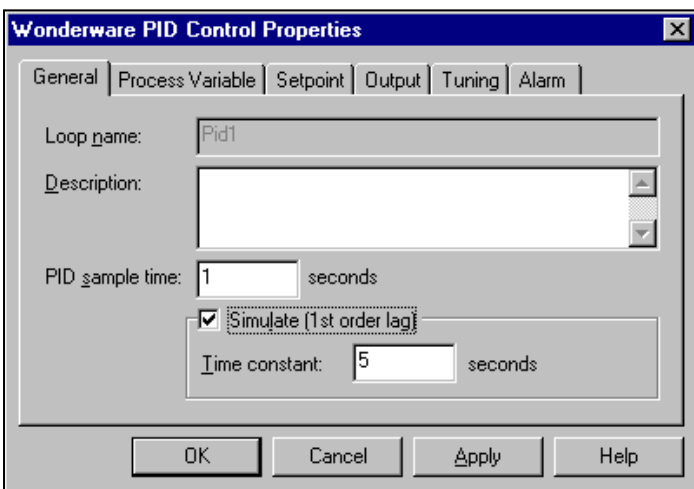 Wonderware PID Control Properties
General Process Variable Setpoint Output Tuning Alarm
Loop name: Pid1
Description:
PID sample time: 1 seconds
Simulate (1st order lag)
Time constant: 5 seconds
OK Cancel Apply Help